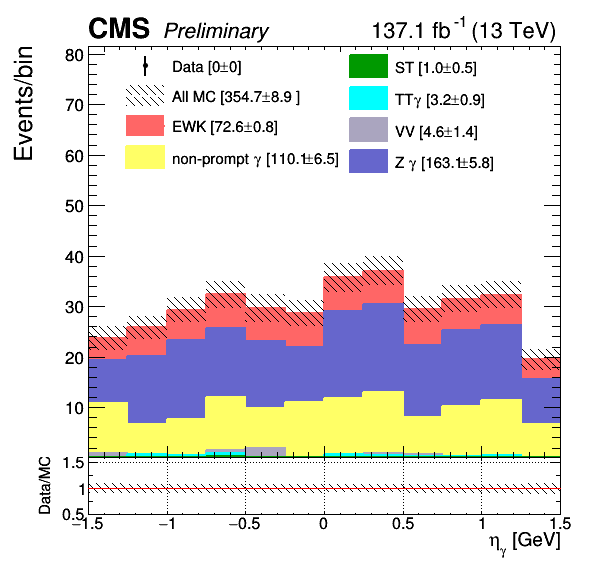 CMS Preliminary 137.1 fb⁻¹ (13 TeV)
Events/bin
Data [0±0]
All MC [354.7±8.9 ]
EWK [72.6±0.8]
non-prompt γ [110.1±6.5]
ST [1.0±0.5]
TTγ [3.2±0.9]
VV [4.6±1.4]
Z γ [163.1±5.8]
80
70
60
50
40
30
20
10
Data/MC
1.5
1
0.5
−1.5 −1 −0.5 0 0.5 1 1.5
ηγ [GeV]